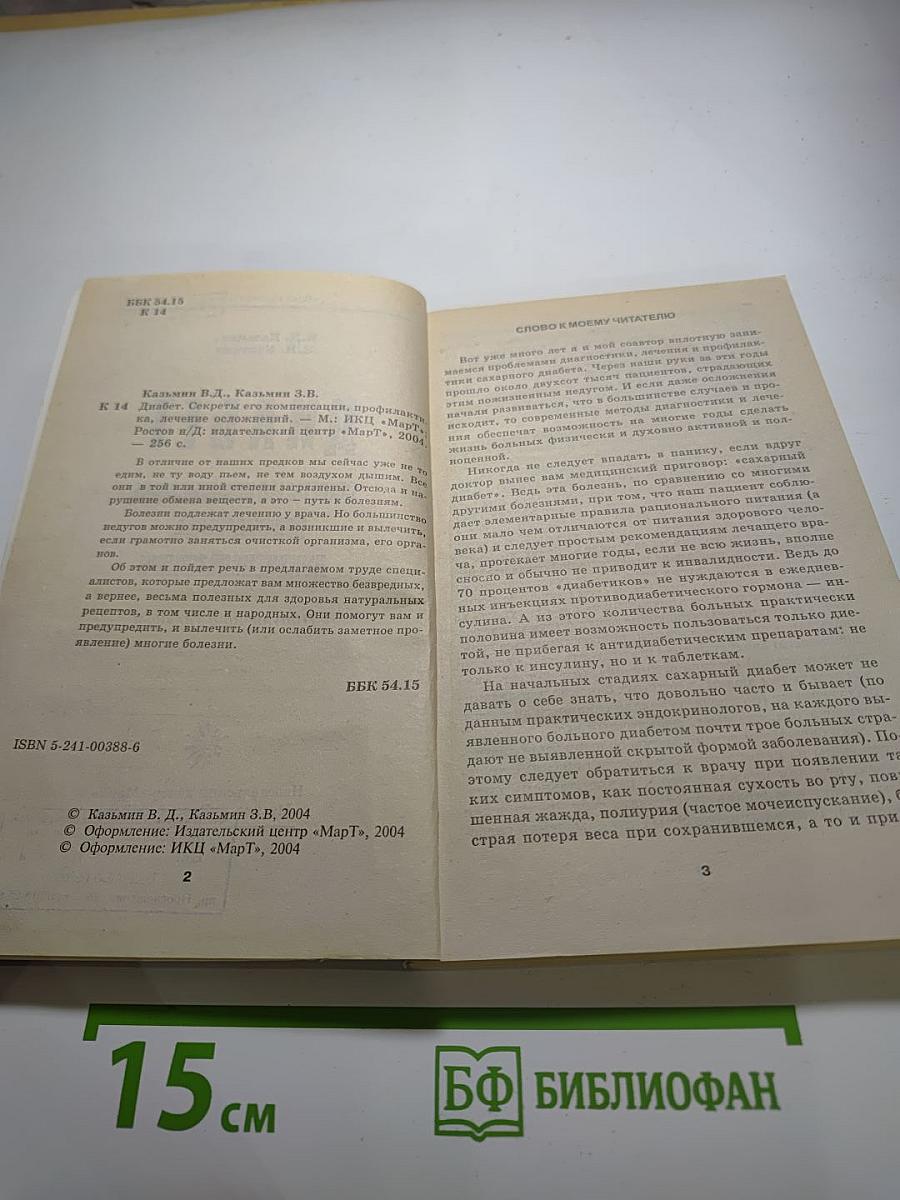 ББК 54.15
К 14
Казьмин В.Д., Казьмин З.В.
К 14 Диабет. Секреты его компенсации, профилакти
ка, лечение осложнений. — М.: ИКЦ «МарТ»,
Ростов н/Д: издательский центр «МарТ», 2004.
— 256 с.
В отличие от наших предков мы сейчас уже не то
едим, не ту воду пьем, не тем воздухом дышим. Все
они в той или иной степени загрязнены. Отсюда и на-
рушение обмена веществ, а это – путь к болезням.
Болезни подлежат лечению у врача. Но большинство
недугов можно предупредить, а возникшие и вылечить,
если грамотно заняться очисткой организма, его орга-
нов.
Об этом и пойдет речь в предлагаемом труде специ-
алистов, которые предложат вам множество безвредных,
а вернее, весьма полезных для здоровья натуральных
рецептов, в том числе и народных. Они помогут вам и
предупредить, и вылечить (или ослабить заметное про-
явление) многие болезни.
ББК 54.15
ISBN 5-241-00388-6
© Казьмин В. Д., Казьмин З.В, 2004
© Оформление: Издательский центр «МарТ», 2004
© Оформление: ИКЦ «МарТ», 2004
2
СЛОВО К МОЕМУ ЧИТАТЕЛЮ
Вот уже много лет я и мой соавтор вплотную зани-
маемся проблемами диагностики, лечения и профилак-
тики сахарного диабета. Через наши руки за эти годы
прошло около двухсот тысяч пациентов, страдающих
этим пожизненным недугом. И если даже осложнения
начали развиваться, что в большинстве случаев и про-
исходит, то современные методы диагностики и лече-
ния обеспечат возможность на многие годы сделать
жизнь больных физически и духовно активной и пол-
ноценной.
Никогда не следует впадать в панику, если вдруг
доктор вынес вам медицинский приговор: «сахарный
диабет». Ведь эта болезнь, по сравнению со многими
другими болезнями, при том, что наш пациент соблю-
дает элементарные правила рационального питания (а
они мало чем отличаются от питания здорового чело-
века) и следует простым рекомендациям лечащего вра-
ча, протекает многие годы, если не всю жизнь, вполне
сносно и обычно не приводит к инвалидности. Ведь до
70 процентов «диабетиков» не нуждаются в ежеднев-
ных инъекциях противодиабетического гормона — ин-
сулина. А из этого количества больных практически
половина имеет возможность пользоваться только дие-
той, не прибегая к антидиабетическим препаратам: не
только к инсулину, но и к таблеткам.
На начальных стадиях сахарный диабет может не
давать о себе знать, что довольно часто и бывает (по
данным практических эндокринологов, на каждого вы-
явленного больного диабетом почти трое больных стра-
дают не выявленной скрытой формой заболевания). По-
этому следует обратиться к врачу при появлении та
ких симптомов, как постоянная сухость во рту, повы
шенная жажда, полиурия (частое мочеиспускание), б
страя потеря веса при сохранившемся, а то и при
3
15 см
БФ БИБЛИОФАН